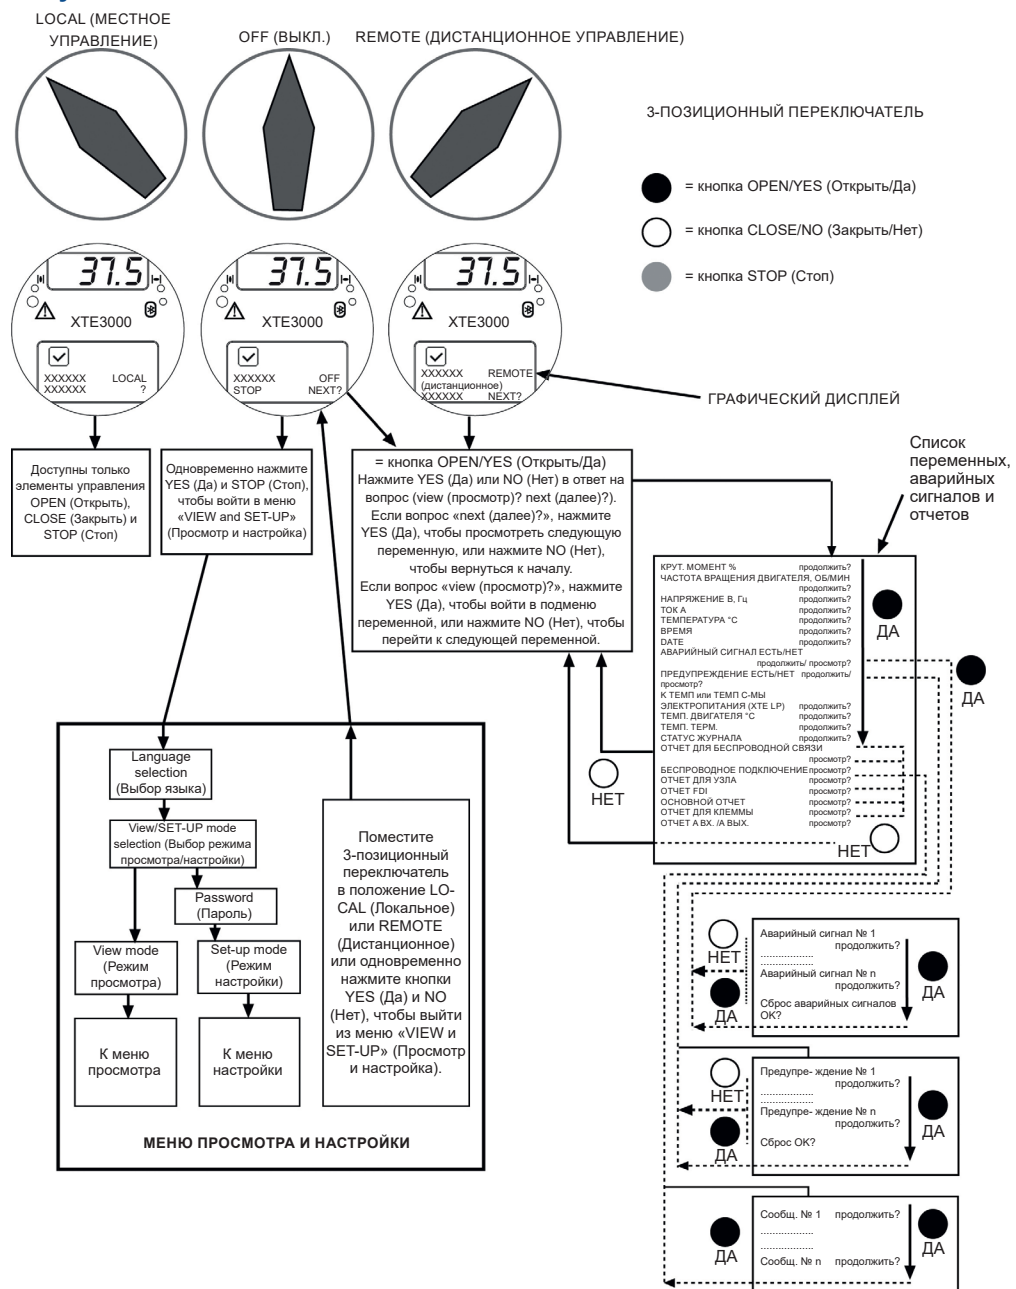 LOCAL (МЕСТНОЕ
УПРАВЛЕНИЕ)
OFF (ВЫКЛ.)
REMOTE (ДИСТАНЦИОННОЕ УПРАВЛЕНИЕ)
3-ПОЗИЦИОННЫЙ ПЕРЕКЛЮЧАТЕЛЬ
= кнопка OPEN/YES (Открыть/Да)
= кнопка CLOSE/NO (Закрыть/Нет)
= кнопка STOP (Стоп)
37.5
XTE3000
XXXXXX LOCAL
XXXXXX ?
37.5
XTE3000
XXXXXX OFF
STOP NEXT?
37.5
XTE3000
XXXXXX REMOTE
(дистанционное)
XXXXXX NEXT?
ГРАФИЧЕСКИЙ ДИСПЛЕЙ
Доступны только
элементы управления
OPEN (Открыть),
CLOSE (Закрыть) и
STOP (Стоп)
Одновременно нажмите
YES (Да) и STOP (Стоп),
чтобы войти в меню
«VIEW and SET-UP»
(Просмотр и настройка)
= кнопка OPEN/YES (Открыть/Да)
Нажмите YES (Да) или NO (Нет) в ответ на
вопрос (view (просмотр)? next (далее)?).
Если вопрос «next (далее)?», нажмите
YES (Да), чтобы просмотреть следующую
переменную, или нажмите NO (Нет),
чтобы вернуться к началу.
Если вопрос «view (просмотр)?», нажмите
YES (Да), чтобы войти в подменю
переменной, или нажмите NO (Нет), чтобы
перейти к следующей переменной.
Список
переменных,
аварийных
сигналов и
отчетов
КРУТ. МОМЕНТ % продолжить?
ЧАСТОТА ВРАЩЕНИЯ ДВИГАТЕЛЯ, ОБ/МИН
продолжить?
НАПРЯЖЕНИЕ В, Гц продолжить?
ТОК А продолжить?
ТЕМПЕРАТУРА °C продолжить?
ВРЕМЯ продолжить?
DATE продолжить?
АВАРИЙНЫЙ СИГНАЛ ЕСТЬ/НЕТ
продолжить/ просмотр?
ПРЕДУПРЕЖДЕНИЕ ЕСТЬ/НЕТ продолжить/
просмотр?
К ТЕМП или ТЕМП С-МЫ
ЭЛЕКТРОПИТАНИЯ (XTE LP) продолжить?
ТЕМП. ДВИГАТЕЛЯ °C продолжить?
ТЕМП. ТЕРМ. продолжить?
СТАТУС ЖУРНАЛА продолжить?
ОТЧЕТ ДЛЯ БЕСПРОВОДНОЙ СВЯЗИ
просмотр?
БЕСПРОВОДНОЕ ПОДКЛЮЧЕНИЕ просмотр?
ОТЧЕТ ДЛЯ УЗЛА просмотр?
ОТЧЕТ FDI просмотр?
ОСНОВНОЙ ОТЧЕТ просмотр?
ОТЧЕТ ДЛЯ КЛЕММЫ просмотр?
ОТЧЕТ А ВХ. /А ВЫХ. просмотр?
ДА
ДА
НЕТ
НЕТ
Language
selection
(Выбор языка)
View/SET-UP mode
selection (Выбор режима
просмотра/настройки)
Password
(Пароль)
View mode
(Режим
просмотра)
Set-up mode
(Режим
настройки)
К меню
просмотра
К меню
настройки
Поместите
3-позиционный
переключатель
в положение LO-
CAL (Локальное)
или REMOTE
(Дистанционное)
или одновременно
нажмите кнопки
YES (Да) и NO
(Нет), чтобы выйти
из меню «VIEW и
SET-UP» (Просмотр
и настройка).
МЕНЮ ПРОСМОТРА И НАСТРОЙКИ
НЕТ
ДА
Аварийный сигнал № 1
продолжить?
.....................
.....................
Аварийный сигнал № n
продолжить?
Сброс аварийных сигналов
OK?
ДА
НЕТ
ДА
Предупре- ждение № 1
продолжить?
.....................
.....................
Предупре- ждение № n
продолжить?
Сброс OK?
ДА
ДА
Сообщ. № 1 продолжить?
.....................
.....................
Сообщ. № n продолжить?
ДА